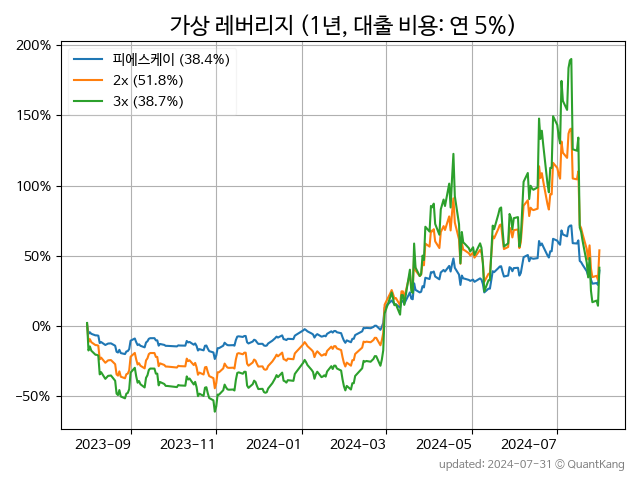 가상 레버리지 (1년, 대출 비용: 연 5%)
200%
150%
100%
50%
0%
−50%
피에스케이 (38.4%)
2x (51.8%)
3x (38.7%)
2023-09
2023-11
2024-01
2024-03
2024-05
2024-07
updated: 2024-07-31 © QuantKang